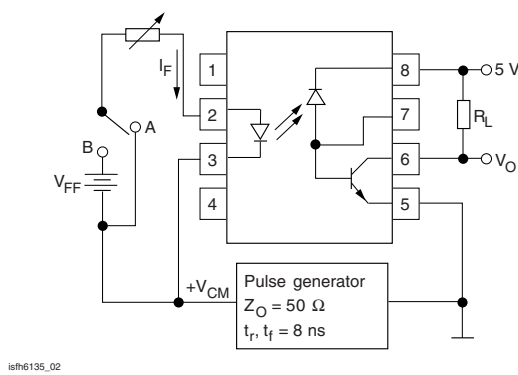 I_F
1
8
5 V
A
2
7
R_L
B
3
6
V_O
V_FF
4
5
+V_CM
Pulse generator
Z_O = 50 Ω
t_r, t_f = 8 ns
isfh6135_02